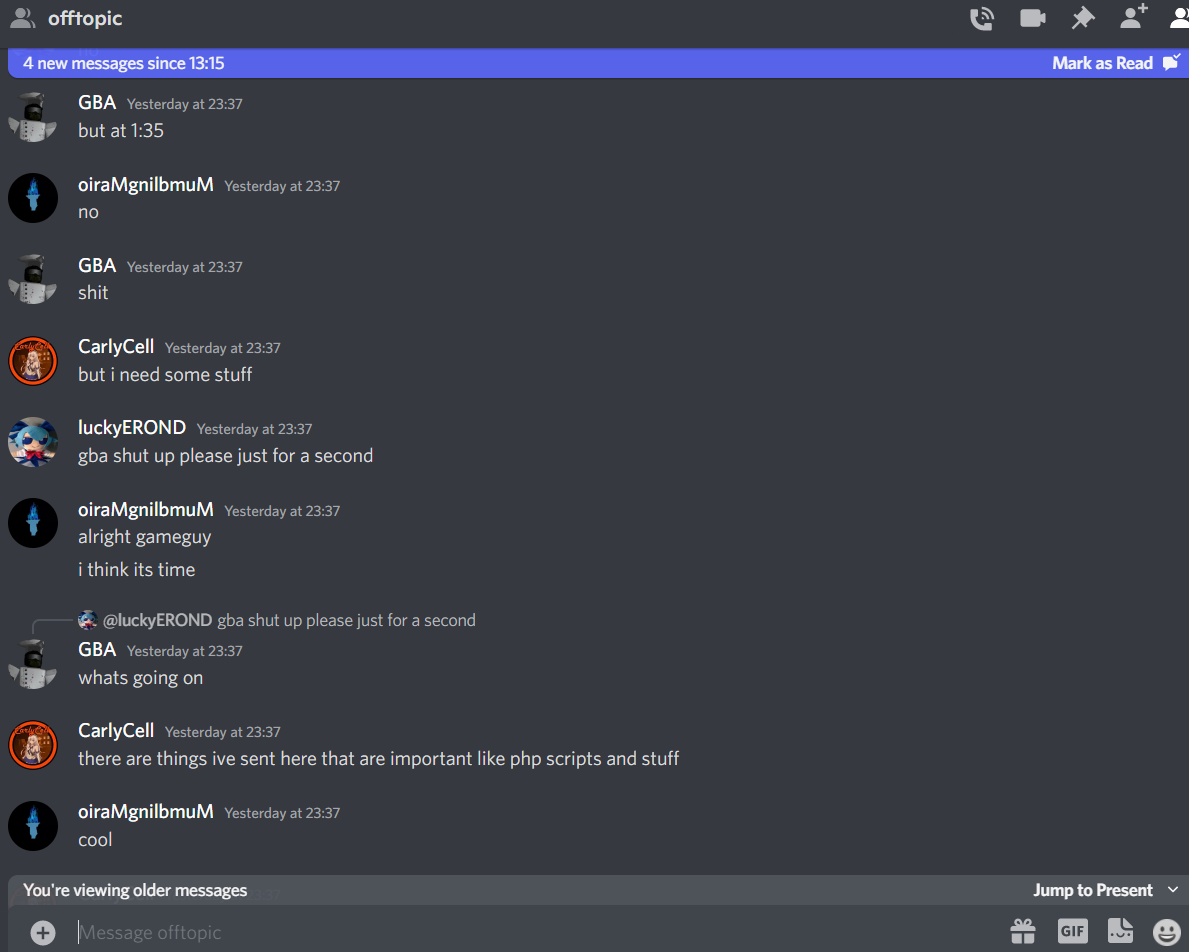 offtopic
4 new messages since 13:15 Mark as Read
GBA Yesterday at 23:37
but at 1:35
oiraMgnilbmuM Yesterday at 23:37
no
GBA Yesterday at 23:37
shit
CarlyCell Yesterday at 23:37
but i need some stuff
luckyEROND Yesterday at 23:37
gba shut up please just for a second
oiraMgnilbmuM Yesterday at 23:37
alright gameguy
i think its time
@luckyEROND gba shut up please just for a second
GBA Yesterday at 23:37
whats going on
CarlyCell Yesterday at 23:37
there are things ive sent here that are important like php scripts and stuff
oiraMgnilbmuM Yesterday at 23:37
cool
You're viewing older messages Jump to Present
Message offtopic GIF